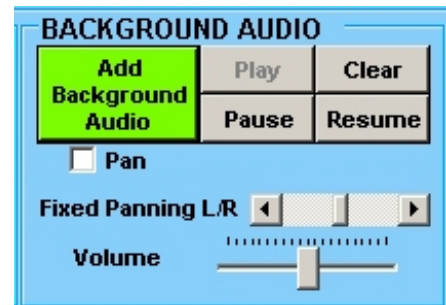 BACKGROUND AUDIO
Add
Background
Audio
Play
Clear
Pause
Resume
Pan
Fixed Panning L/R
Volume